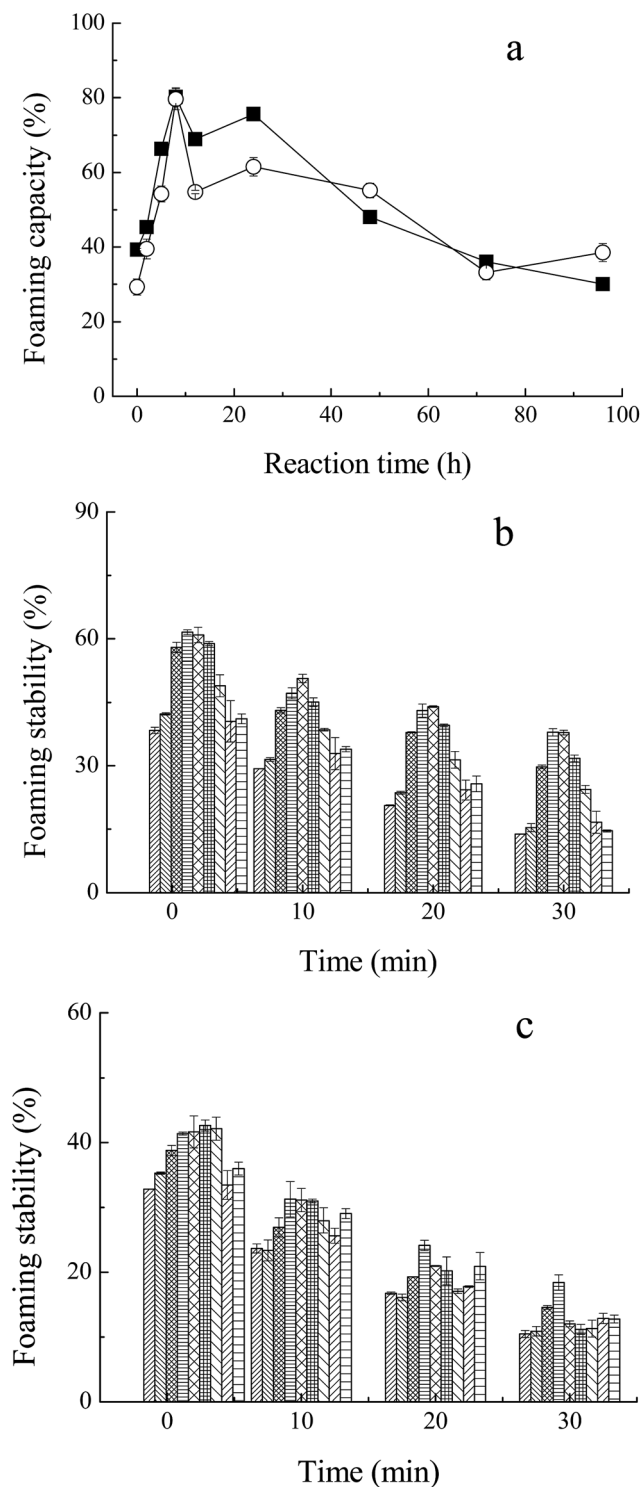 a
Foaming capacity (%)
100
80
60
40
20
0
0 20 40 60 80 100
Reaction time (h)
b
Foaming stability (%)
90
60
30
0
0 10 20 30
Time (min)
c
Foaming stability (%)
60
40
20
0
0 10 20 30
Time (min)